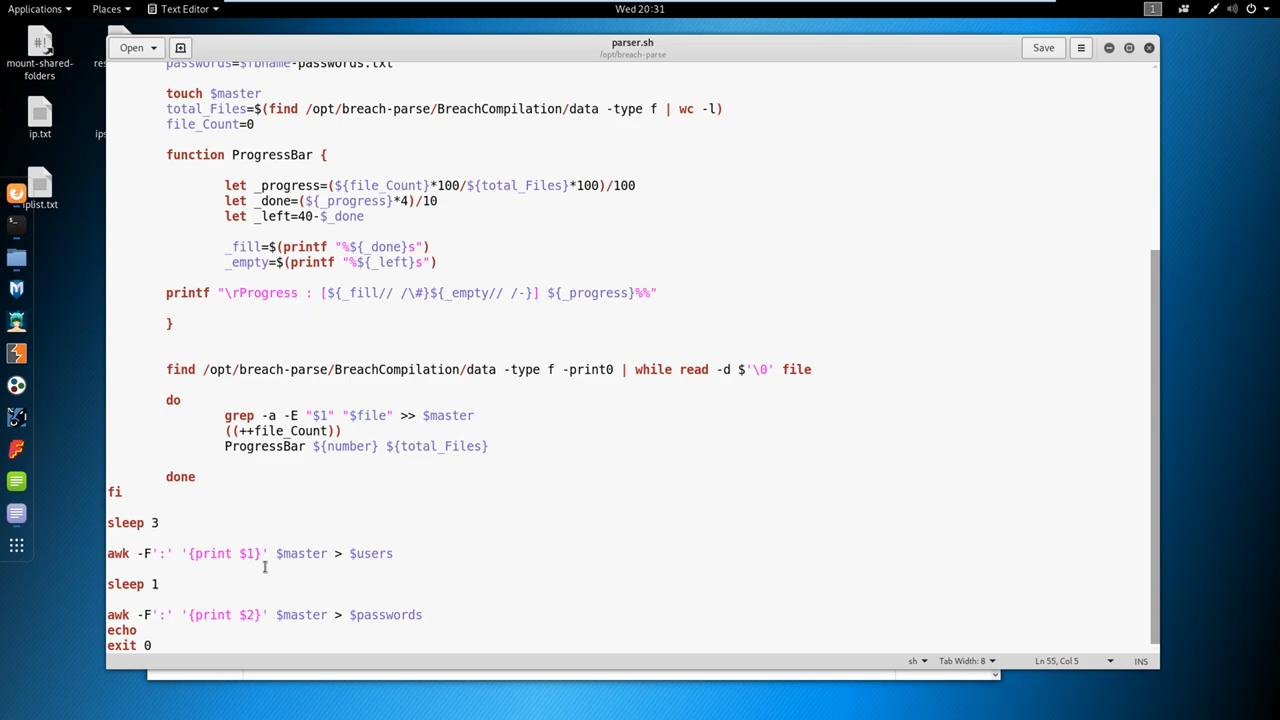 Applications Places Text Editor Wed 20:31 1
mount-shared-folders
res
ip.txt
ips
iplist.txt
Open
parser.sh
/opt/breach-parse
Save
passwords=$fbname-passwords.txt
touch $master
total_Files=$(find /opt/breach-parse/BreachCompilation/data -type f | wc -l)
file_Count=0
function ProgressBar {
let _progress=(${file_Count}*100/${total_Files}*100)/100
let _done=(${_progress}*4)/10
let _left=40-$_done
_fill=$(printf "%${_done}s")
_empty=$(printf "%${_left}s")
printf "\rProgress : [${_fill// /\#}${_empty// /-}] ${_progress}%%"
}
find /opt/breach-parse/BreachCompilation/data -type f -print0 | while read -d $'\0' file
do
grep -a -E "$1" "$file" >> $master
((++file_Count))
ProgressBar ${number} ${total_Files}
done
fi
sleep 3
awk -F':' '{print $1}' $master > $users
sleep 1
awk -F':' '{print $2}' $master > $passwords
echo
exit 0
sh Tab Width: 8 Ln 55, Col 5 INS